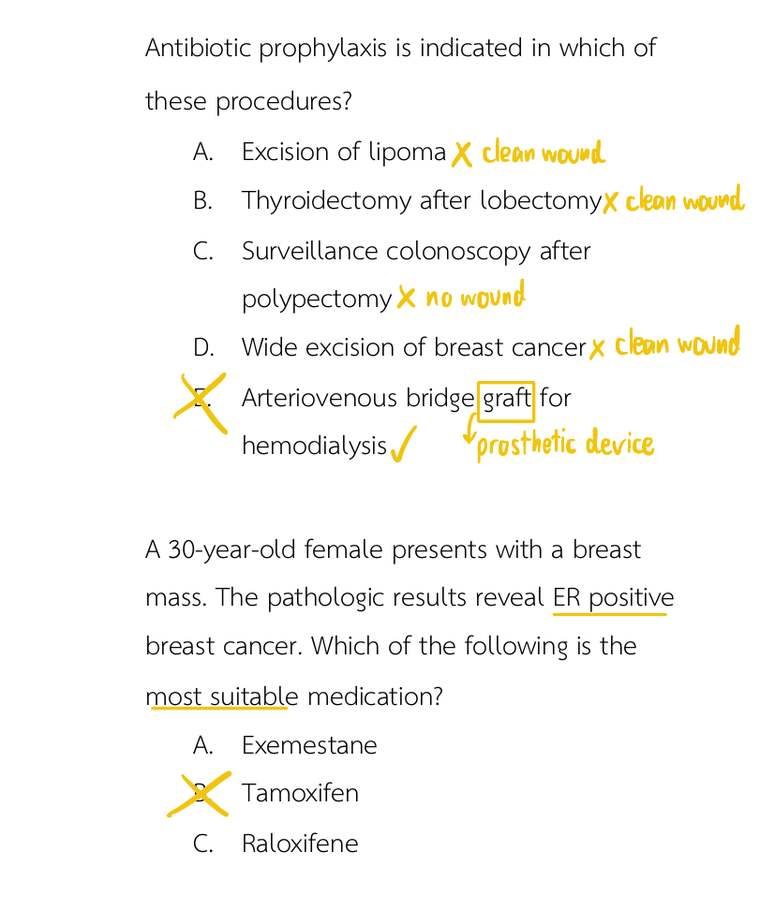 Antibiotic prophylaxis is indicated in which of
these procedures?
A. Excision of lipoma X clean wound
B. Thyroidectomy after lobectomy X clean wound
C. Surveillance colonoscopy after
polypectomy X no wound
D. Wide excision of breast cancer X clean wound
E. Arteriovenous bridge graft for
hemodialysis ✓ prosthetic device
A 30-year-old female presents with a breast
mass. The pathologic results reveal ER positive
breast cancer. Which of the following is the
most suitable medication?
A. Exemestane
B. Tamoxifen
C. Raloxifene